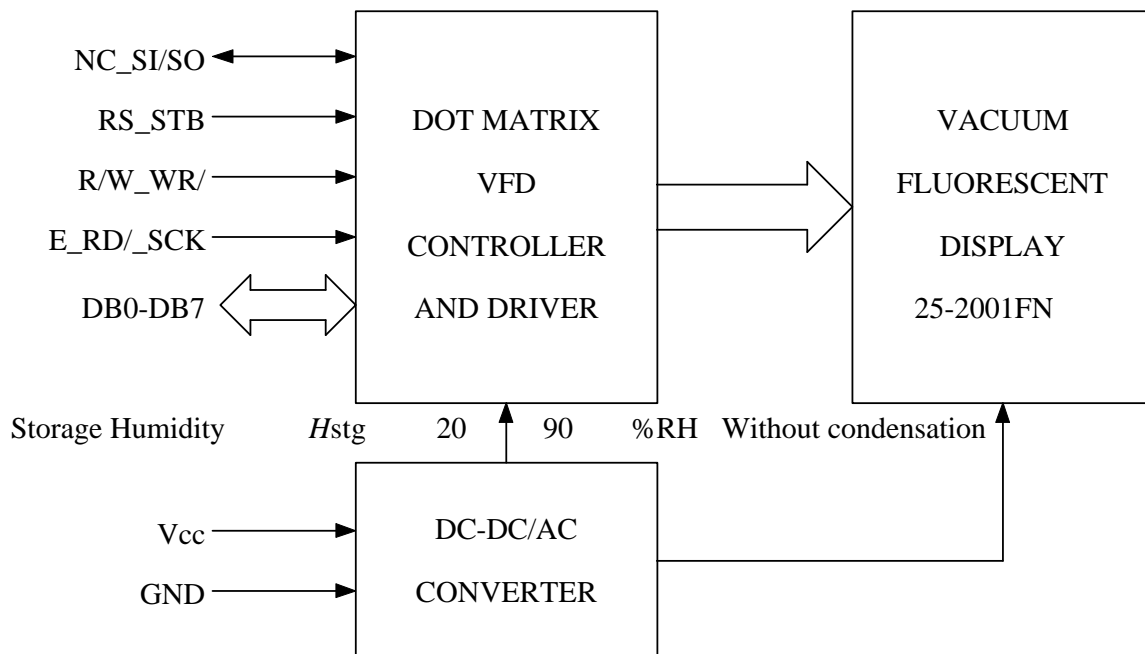 NC_SI/SO
RS_STB
R/W_WR/
E_RD/_SCK
DB0-DB7
DOT MATRIX
VFD
CONTROLLER
AND DRIVER
VACUUM
FLUORESCENT
DISPLAY
25-2001FN
Storage Humidity Hstg 20 90 %RH Without condensation
Vcc
GND
DC-DC/AC
CONVERTER